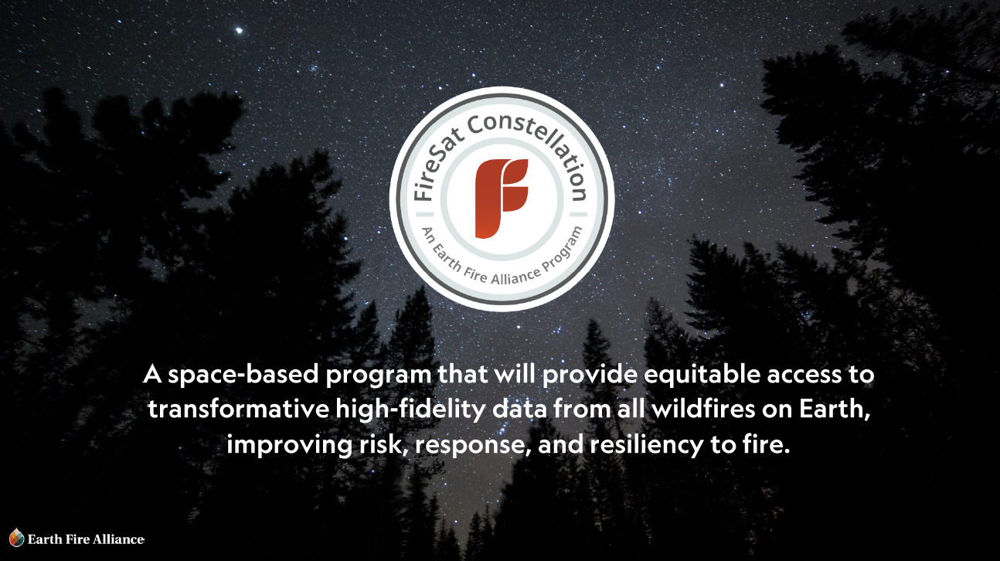 FireSat Constellation
An Earth Fire Alliance Program
A space-based program that will provide equitable access to
transformative high-fidelity data from all wildfires on Earth,
improving risk, response, and resiliency to fire.
Earth Fire Alliance